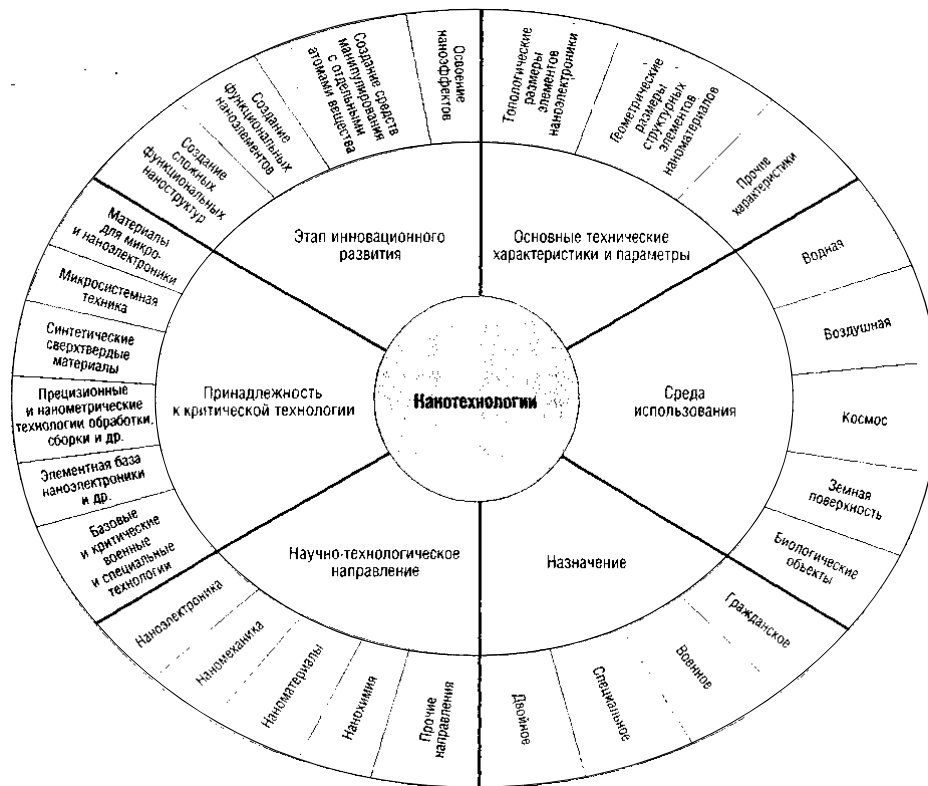 Освоение
наноэффектов
Создание средств
манипулирования
с отдельными
атомами вещества
Создание
функциональных
наноэлементов
Создание
сложных
функциональных
наноструктур
Топологические
размеры
элементов
наноэлектроники
Геометрические
размеры
структурных
элементов
наноматериалов
Прочие
характеристики
Этап инновационного
развития
Основные технические
характеристики и параметры
Материалы
для микро-
и наноэлектроники
Микросистемная
техника
Синтетические
сверхтвердые
материалы
Прецизионные
и нанометрические
технологии обработки,
сборки и др.
Элементная база
наноэлектроники
и др.
Базовые
и критические
военные
и специальные
технологии
Принадлежность
к критической технологии
Нанотехнологии
Среда
использования
Водная
Воздушная
Космос
Земная
поверхность
Биологические
объекты
Научно-технологическое
направление
Назначение
Наноэлектроника
Наномеханика
Наноматериалы
Нанохимия
Прочие
направления
Двойное
Специальное
Военное
Гражданское